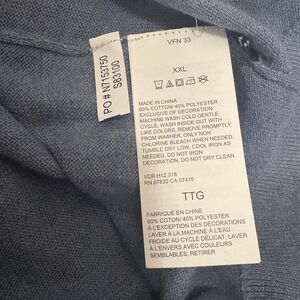 PO # N7153750
S83100
VFN 33
XXL
MADE IN CHINA
60% COTTON/ 40% POLYESTER
EXCLUSIVE OF DECORATION
MACHINE WASH COLD GENTLE
CYCLE, WASH INSIDE OUT WITH
LIKE COLORS, REMOVE PROMPTLY
FROM WASHER, ONLY NON
CHLORINE BLEACH WHEN NEEDED,
TUMBLE DRY LOW, COOL IRON AS
NEEDED. DO NOT IRON.
DECORATION, DO NOT DRY CLEAN
VDR H12 318
RN 67835 CA 07415
TTG
FABRIQUÉ EN CHINE
60% COTON/ 40% POLYESTER
À L'EXCEPTION DES DÉCORATIONS
LAVER À LA MACHINE À L'EAU
FROIDE AU CYCLE DÉLICAT, LAVER
À L'ENVERS AVEC COULEURS
SEMBLABLES, RETIRER